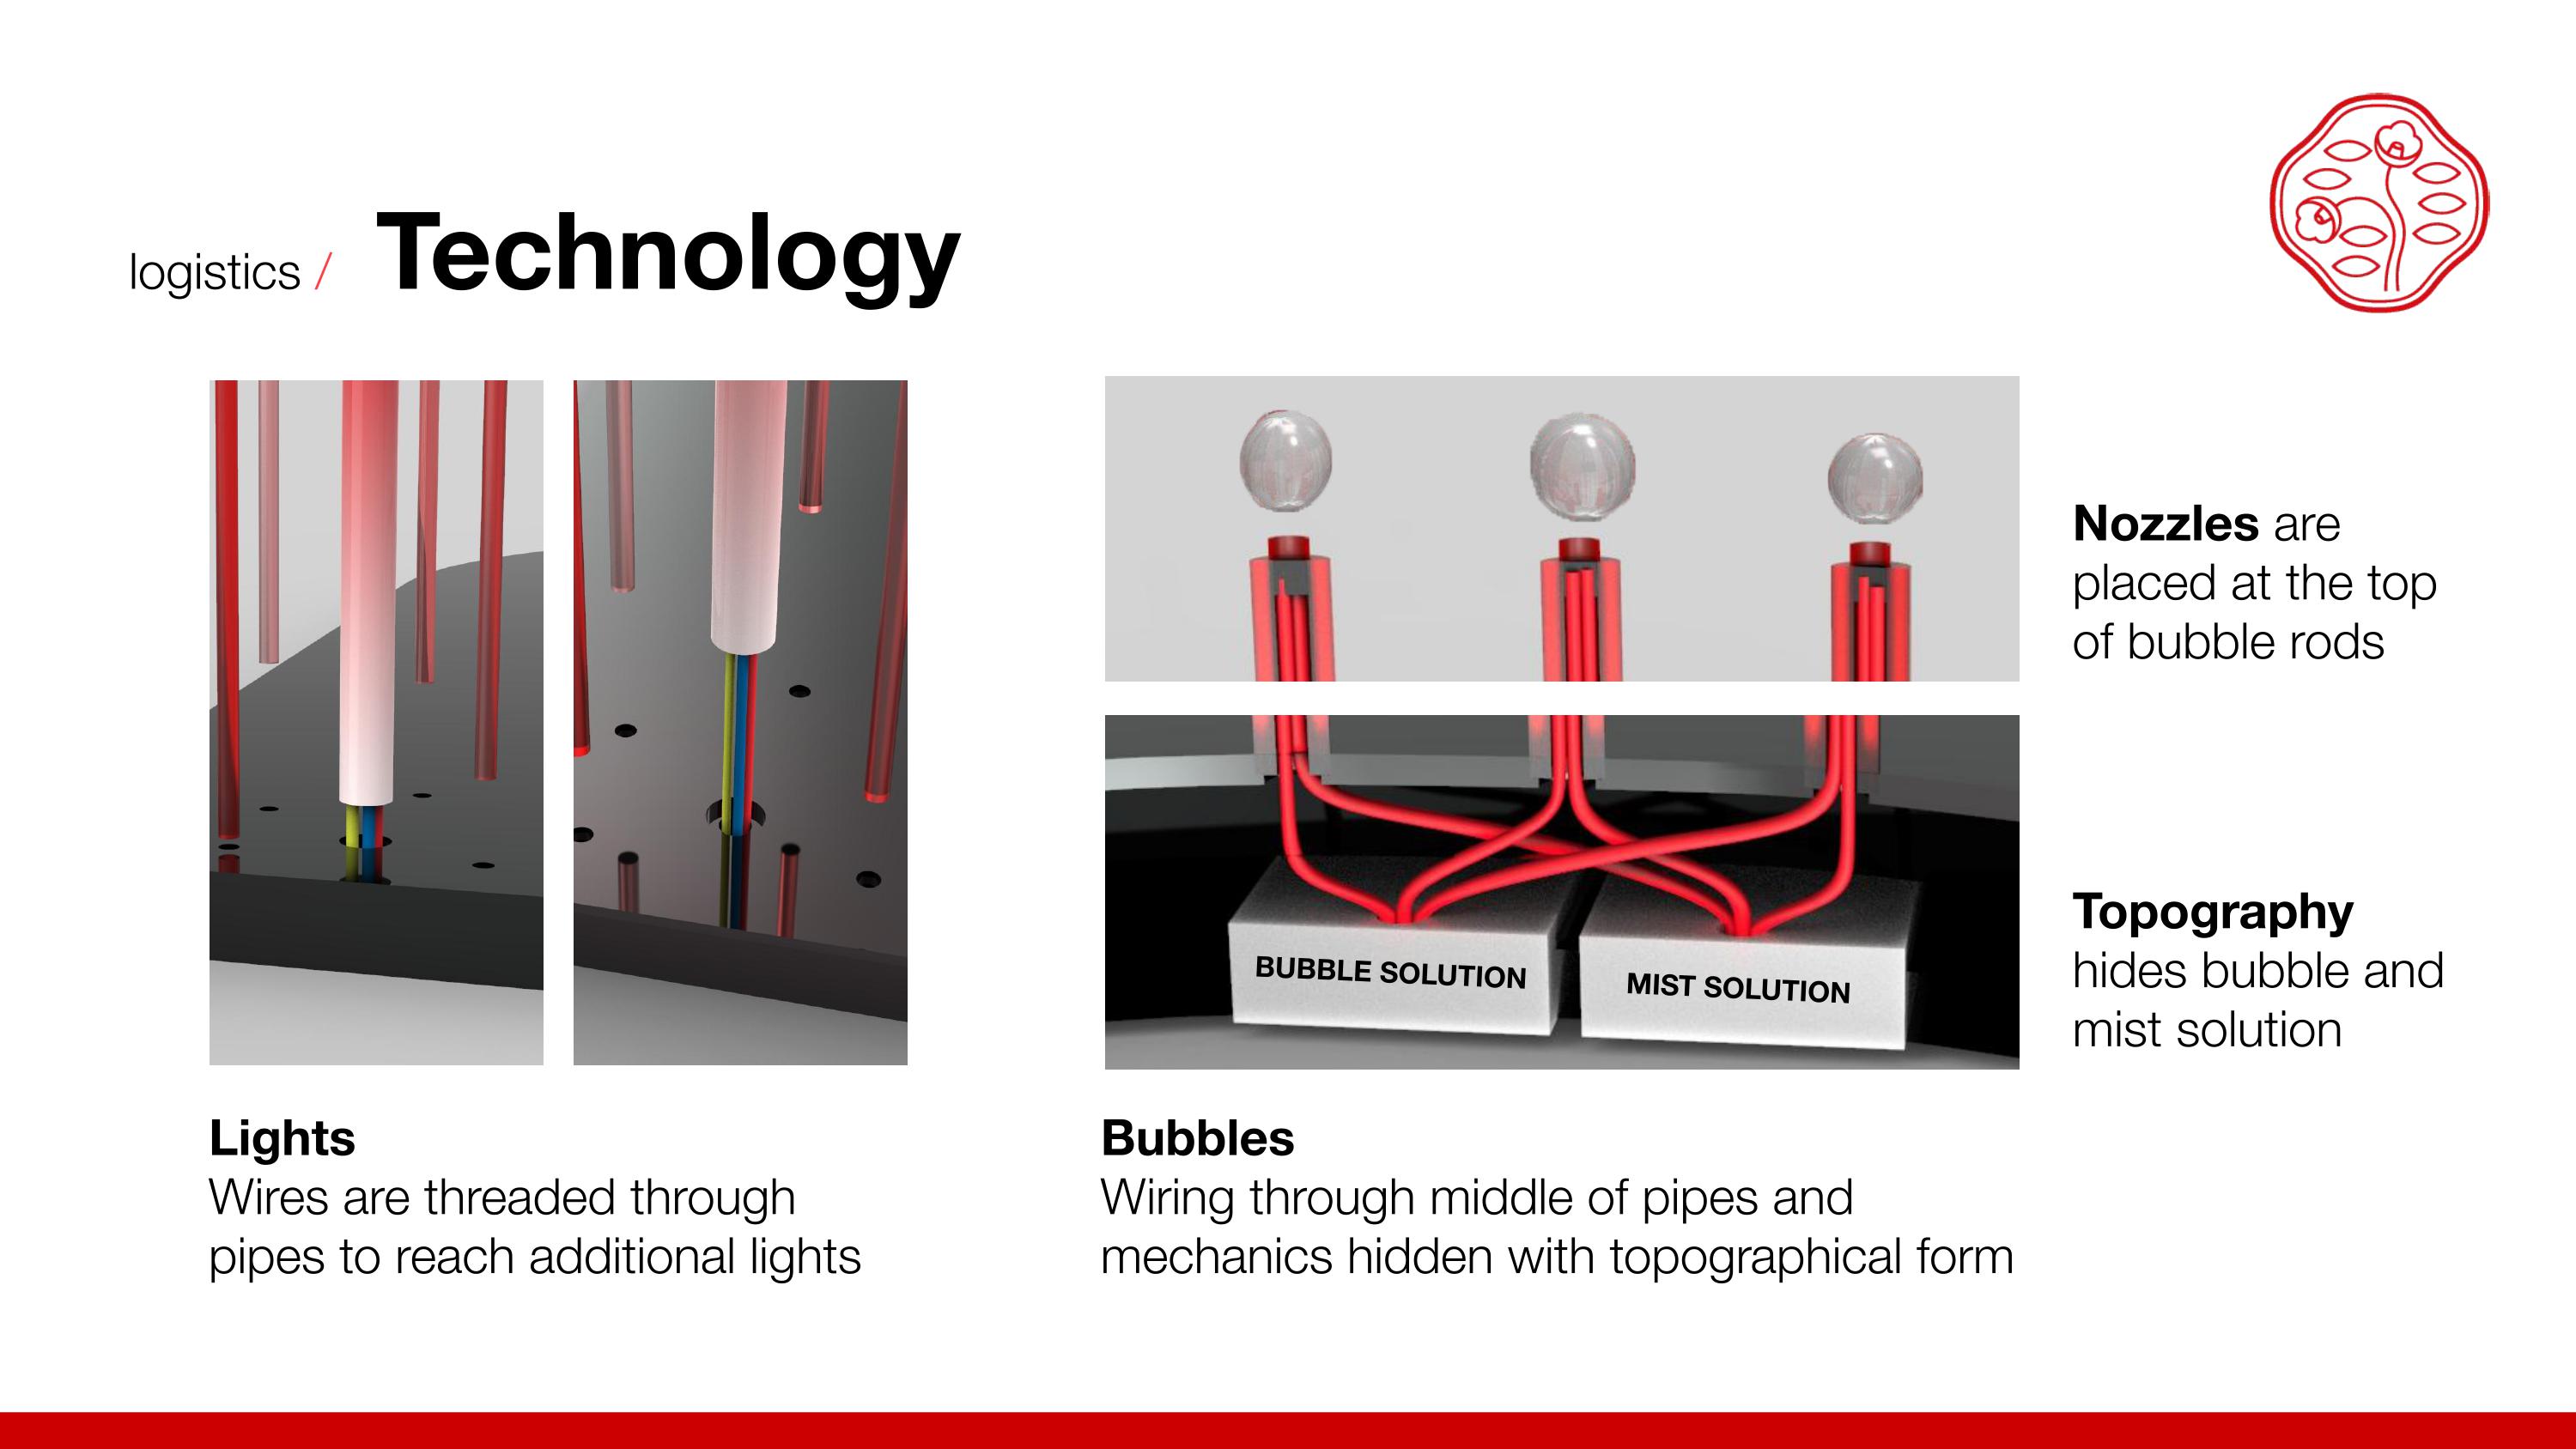 logistics / Technology
Nozzles are
placed at the top
of bubble rods
BUBBLE SOLUTION
MIST SOLUTION
Topography
hides bubble and
mist solution
Lights
Wires are threaded through
pipes to reach additional lights
Bubbles
Wiring through middle of pipes and
mechanics hidden with topographical form